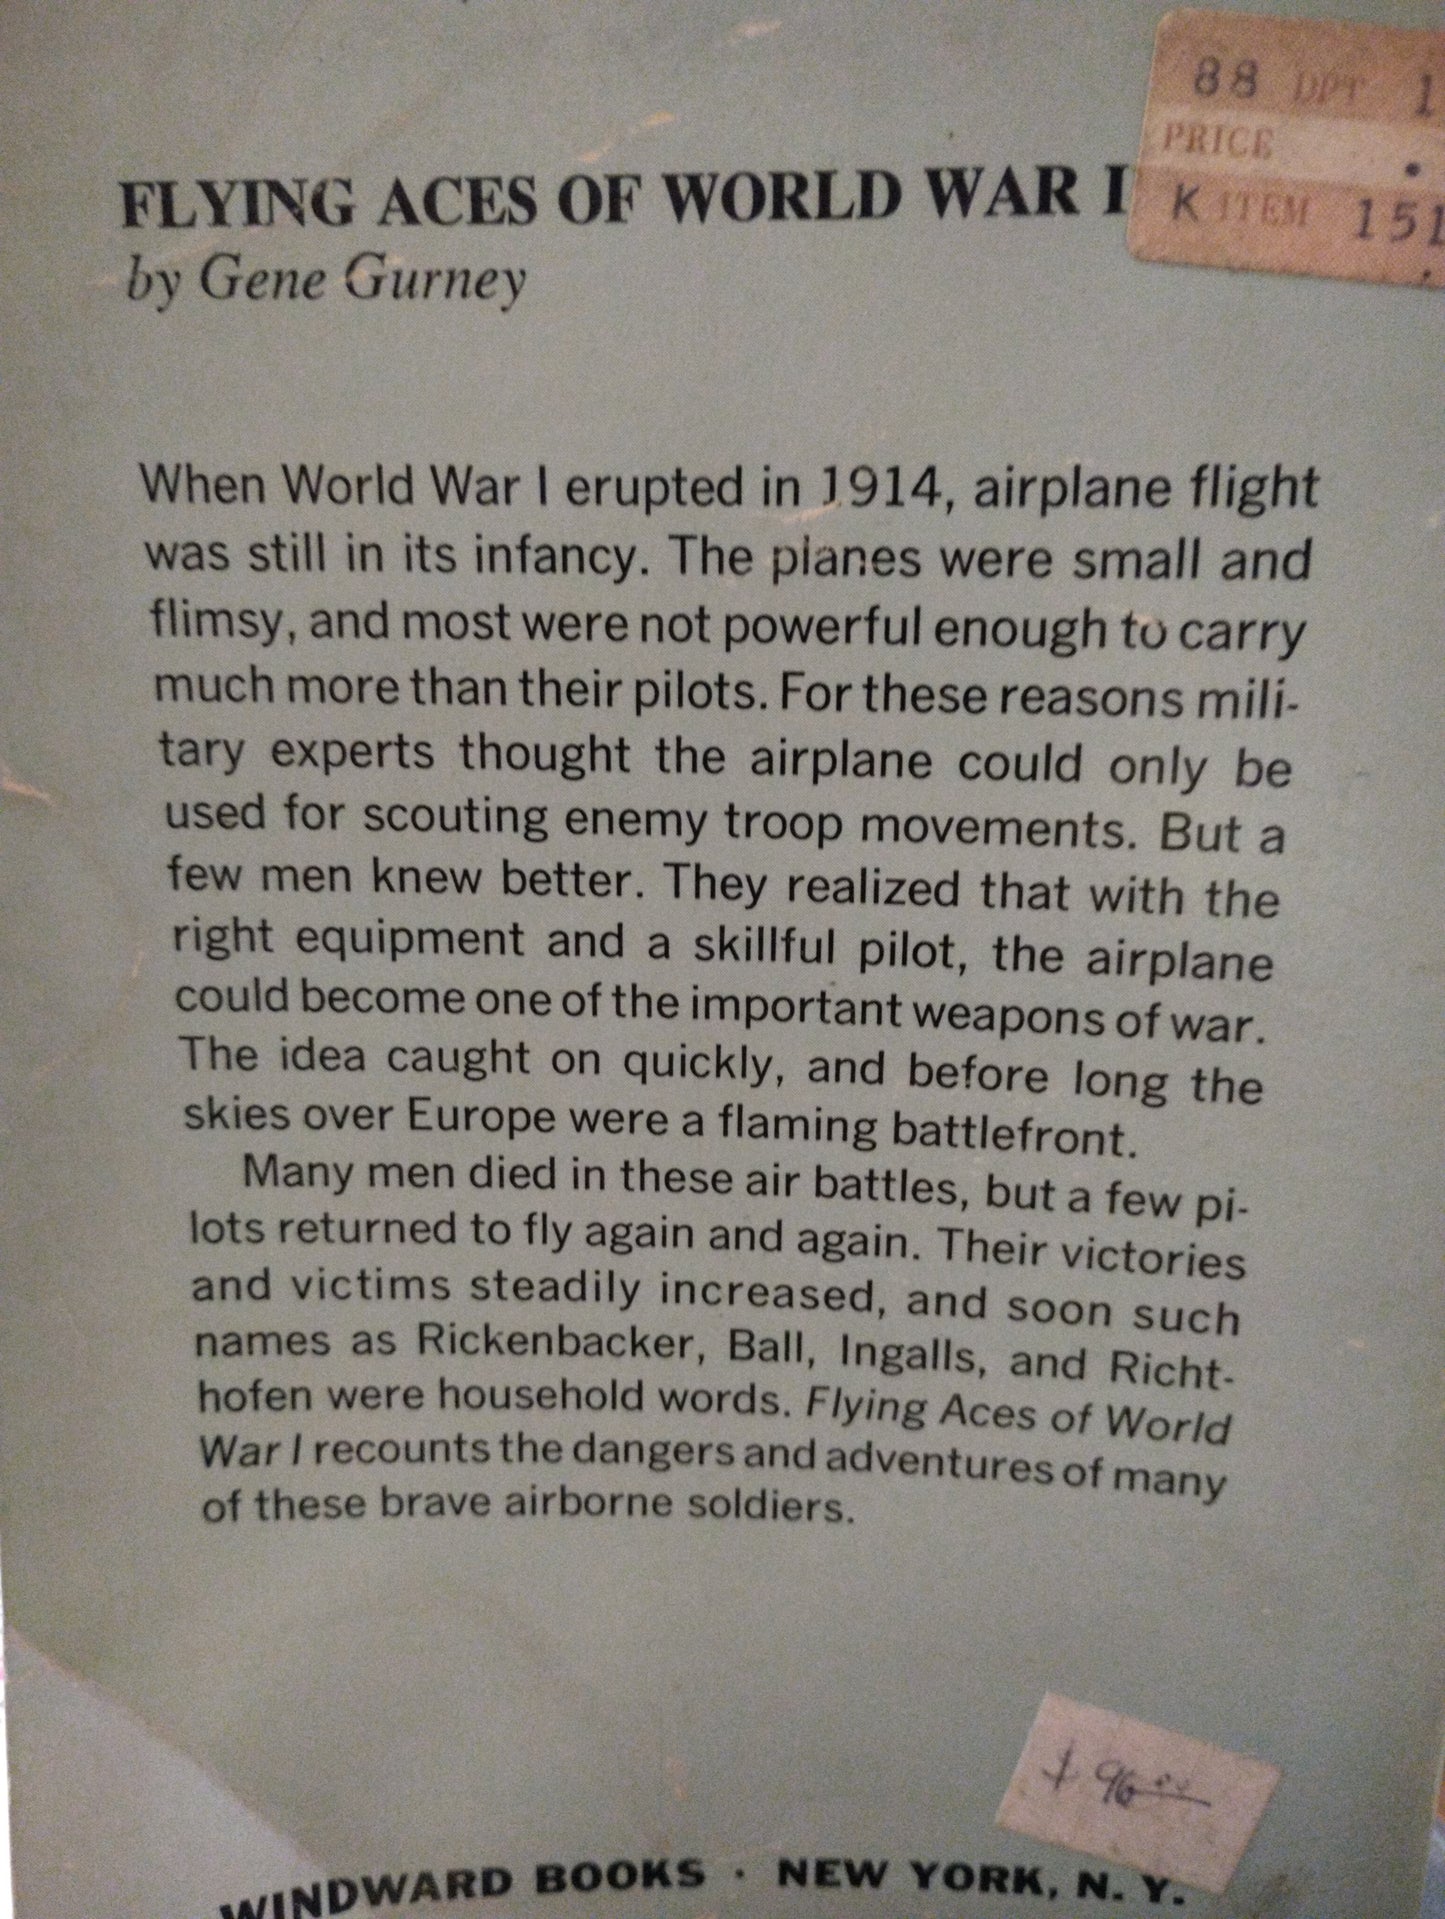 88 DPT 1
PRICE .
K ITEM 151
FLYING ACES OF WORLD WAR I
by Gene Gurney
When World War I erupted in 1914, airplane flight
was still in its infancy. The planes were small and
flimsy, and most were not powerful enough to carry
much more than their pilots. For these reasons mili-
tary experts thought the airplane could only be
used for scouting enemy troop movements. But a
few men knew better. They realized that with the
right equipment and a skillful pilot, the airplane
could become one of the important weapons of war.
The idea caught on quickly, and before long the
skies over Europe were a flaming battlefront.
Many men died in these air battles, but a few pi-
lots returned to fly again and again. Their victories
and victims steadily increased, and soon such
names as Rickenbacker, Ball, Ingalls, and Richt-
hofen were household words. Flying Aces of World
War I recounts the dangers and adventures of many
of these brave airborne soldiers.
96
WINDWARD BOOKS · NEW YORK, N. Y.